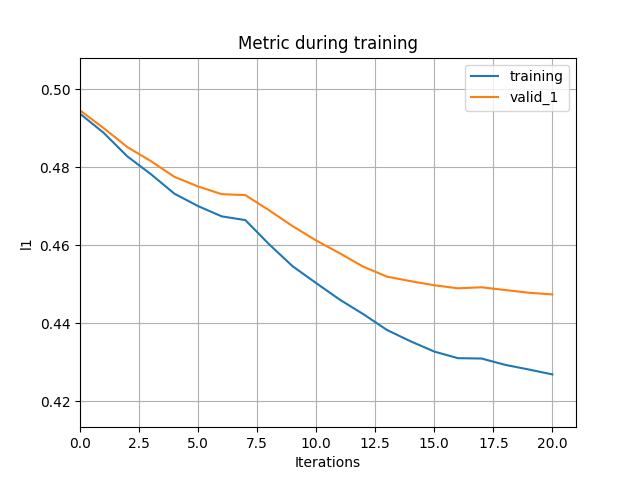 Metric during training
training
valid_1
0.50
0.48
0.46
0.44
0.42
l1
0.0 2.5 5.0 7.5 10.0 12.5 15.0 17.5 20.0
Iterations